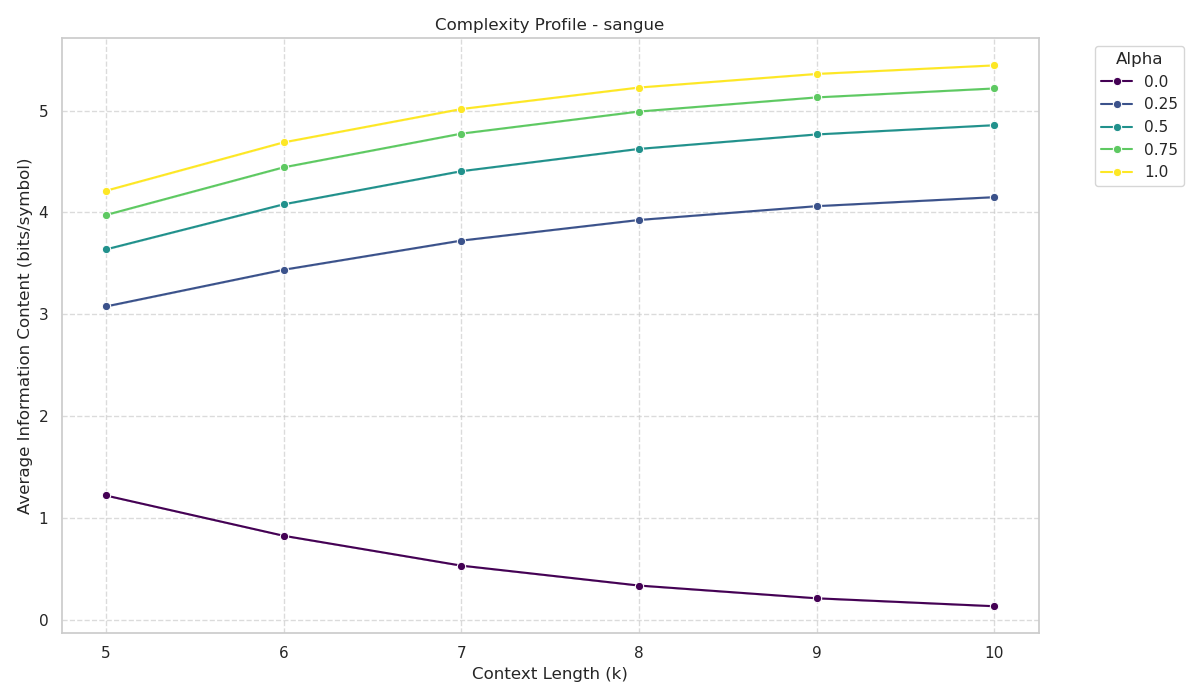 Complexity Profile - sangue
Average Information Content (bits/symbol)
5
4
3
2
1
0
5 6 7 8 9 10
Context Length (k)
Alpha
0.0
0.25
0.5
0.75
1.0